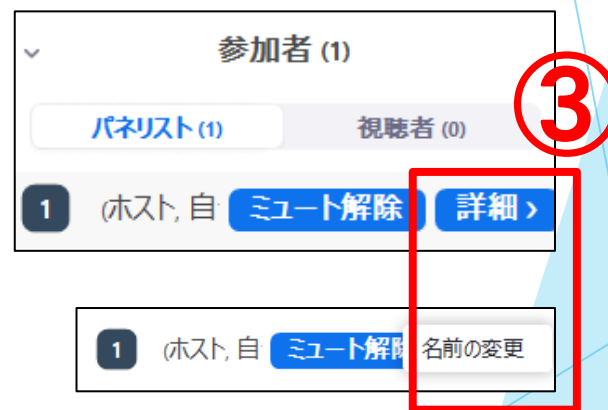 参加者 (1)
③
パネリスト (1) 視聴者 (0)
1 (ホスト, 自 ミュート解除 詳細 >
1 (ホスト, 自 ミュート解除 名前の変更